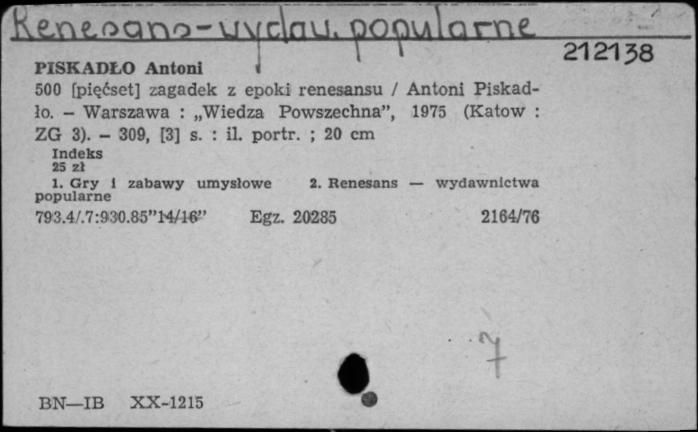 Renesans-wydaw. popularne
212138
PISKADŁO Antoni
500 [pięćset] zagadek z epoki renesansu / Antoni Piskad-
ło. — Warszawa : „Wiedza Powszechna”, 1975 (Katow :
ZG 3). — 309, [3] s. : il. portr. ; 20 cm
Indeks
25 zł
1. Gry i zabawy umysłowe 2. Renesans — wydawnictwa
popularne
793.4/.7:930.85”14/16” Egz. 20285 2164/76
7
BN—IB XX-1215